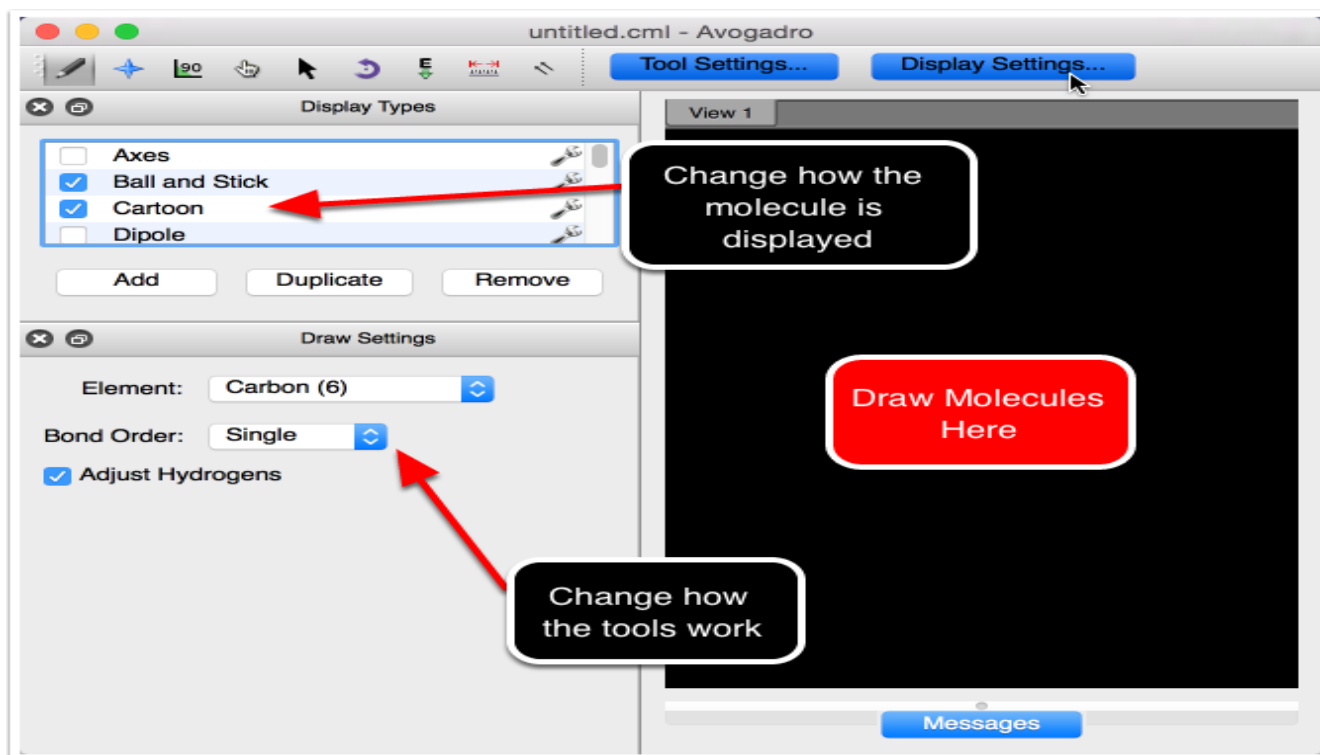 untitled.cml - Avogadro
90 E Tool Settings... Display Settings...
Display Types
View 1
Axes
Ball and Stick
Cartoon
Dipole
Change how the
molecule is
displayed
Add Duplicate Remove
Draw Settings
Element: Carbon (6)
Bond Order: Single
Adjust Hydrogens
Draw Molecules
Here
Change how
the tools work
Messages